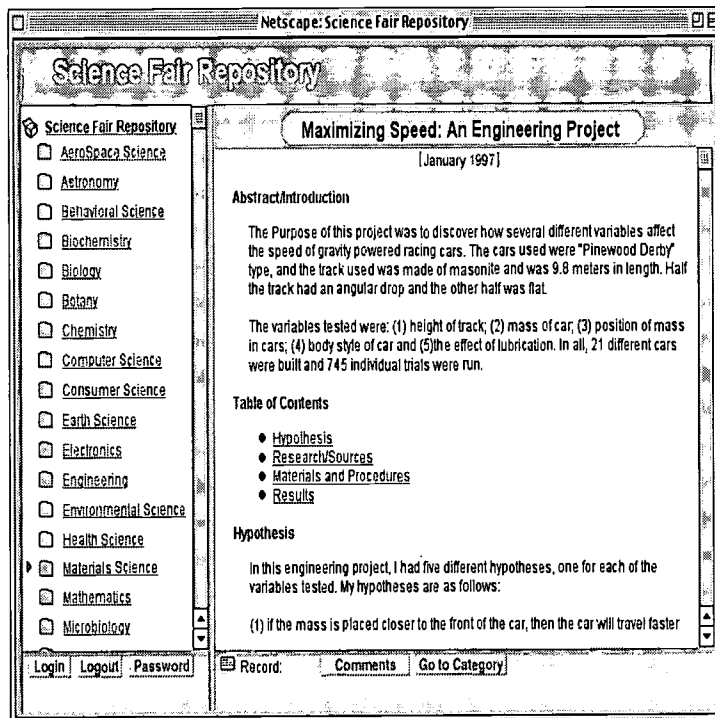 Netscape: Science Fair Repository
Science Fair Repository
Science Fair Repository
AeroSpace Science
Astronomy
Behavioral Science
Biochemistry
Biology
Botany
Chemistry
Computer Science
Consumer Science
Earth Science
Electronics
Engineering
Environmental Science
Health Science
Materials Science
Mathematics
Microbiology
Login Logout Password
Maximizing Speed: An Engineering Project
[January 1997]
Abstract/Introduction
The Purpose of this project was to discover how several different variables affect
the speed of gravity powered racing cars. The cars used were "Pinewood Derby"
type, and the track used was made of masonite and was 9.8 meters in length. Half
the track had an angular drop and the other half was flat.
The variables tested were: (1) height of track; (2) mass of car; (3) position of mass
in cars; (4) body style of car and (5)the effect of lubrication. In all, 21 different cars
were built and 745 individual trials were run.
Table of Contents
● Hypothesis
● Research/Sources
● Materials and Procedures
● Results
Hypothesis
In this engineering project, I had five different hypotheses, one for each of the
variables tested. My hypotheses are as follows:
(1) if the mass is placed closer to the front of the car, then the car will travel faster
Record: Comments Go to Category